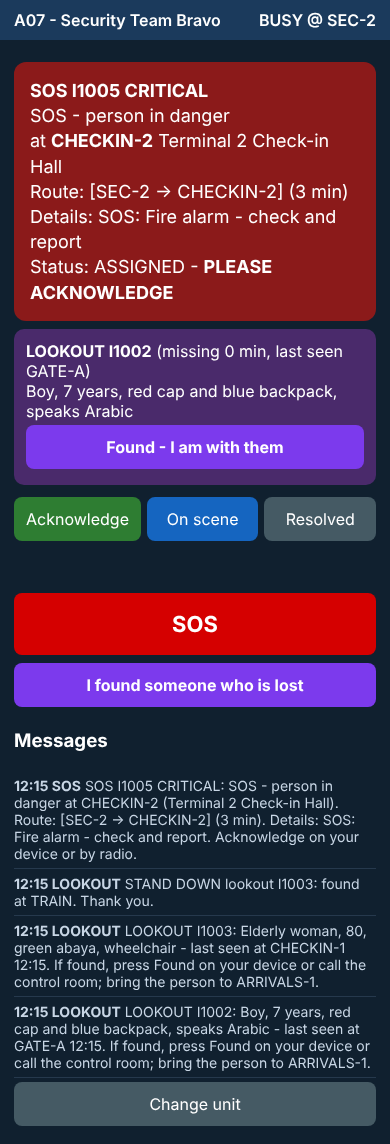 A07 - Security Team Bravo BUSY @ SEC-2
SOS I1005 CRITICAL
SOS - person in danger
at CHECKIN-2 Terminal 2 Check-in
Hall
Route: [SEC-2 → CHECKIN-2] (3 min)
Details: SOS: Fire alarm - check and
report
Status: ASSIGNED - PLEASE
ACKNOWLEDGE
LOOKOUT I1002 (missing 0 min, last seen
GATE-A)
Boy, 7 years, red cap and blue backpack,
speaks Arabic
Found - I am with them
Acknowledge On scene Resolved
SOS
I found someone who is lost
Messages
12:15 SOS SOS I1005 CRITICAL: SOS - person in
danger at CHECKIN-2 (Terminal 2 Check-in Hall).
Route: [SEC-2 → CHECKIN-2] (3 min). Details: SOS:
Fire alarm - check and report. Acknowledge on your
device or by radio.
12:15 LOOKOUT STAND DOWN lookout I1003: found
at TRAIN. Thank you.
12:15 LOOKOUT LOOKOUT I1003: Elderly woman, 80,
green abaya, wheelchair - last seen at CHECKIN-1
12:15. If found, press Found on your device or call the
control room; bring the person to ARRIVALS-1.
12:15 LOOKOUT LOOKOUT I1002: Boy, 7 years, red
cap and blue backpack, speaks Arabic - last seen at
GATE-A 12:15. If found, press Found on your device or
call the control room; bring the person to ARRIVALS-1.
Change unit